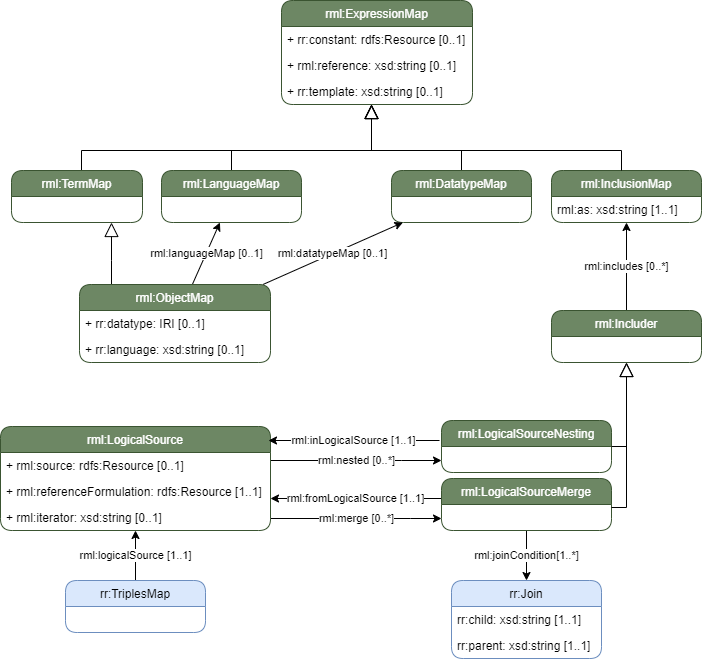 rml:ExpressionMap
+ rr:constant: rdfs:Resource [0..1]
+ rml:reference: xsd:string [0..1]
+ rr:template: xsd:string [0..1]
rml:TermMap
rml:LanguageMap
rml:DatatypeMap
rml:InclusionMap
rml:as: xsd:string [1..1]
rml:languageMap [0..1]
rml:datatypeMap [0..1]
rml:includes [0..*]
rml:ObjectMap
+ rr:datatype: IRI [0..1]
+ rr:language: xsd:string [0..1]
rml:Includer
rml:LogicalSource
+ rml:source: rdfs:Resource [0..1]
+ rml:referenceFormulation: rdfs:Resource [1..1]
+ rml:iterator: xsd:string [0..1]
rml:inLogicalSource [1..1]
rml:nested [0..*]
rml:fromLogicalSource [1..1]
rml:merge [0..*]
rml:LogicalSourceNesting
rml:LogicalSourceMerge
rml:logicalSource [1..1]
rml:joinCondition[1..*]
rr:TriplesMap
rr:Join
rr:child: xsd:string [1..1]
rr:parent: xsd:string [1..1]